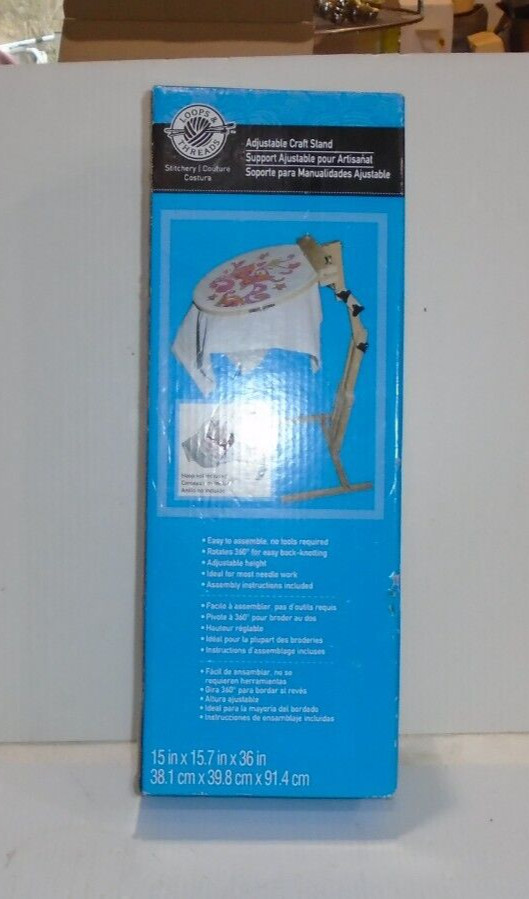 LOOPS &
THREADS
Stitchery | Couture
Costura
Adjustable Craft Stand
Support Ajustable pour Artisanat
Soporte para Manualidades Ajustable
• Easy to assemble, no tools required
• Rotates 360° for easy back-knotting
• Adjustable height
• Ideal for most needle work
• Assembly instructions included
• Facile à assembler, pas d'outils requis
• Pivote à 360° pour broder au dos
• Hauteur réglable
• Idéal pour la plupart des broderies
• Instructions d'assemblage incluses
• Fácil de ensamblar, no se
requieren herramientas
• Gira 360° para bordar al revés
• Altura ajustable
• Ideal para la mayoría del bordado
• Instrucciones de ensamblaje incluidas
15 in x 15.7 in x 36 in
38.1 cm x 39.8 cm x 91.4 cm